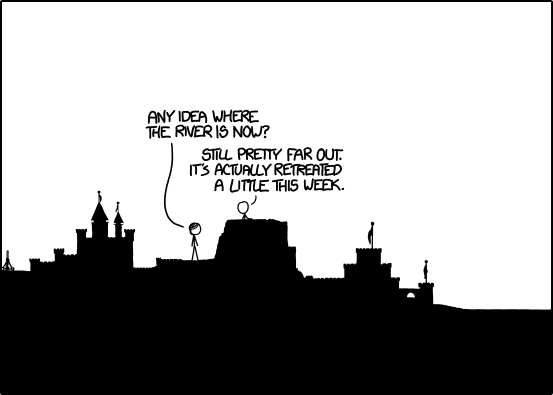 ANY IDEA WHERE
THE RIVER IS NOW?
STILL PRETTY FAR OUT.
IT'S ACTUALLY RETREATED
A LITTLE THIS WEEK.